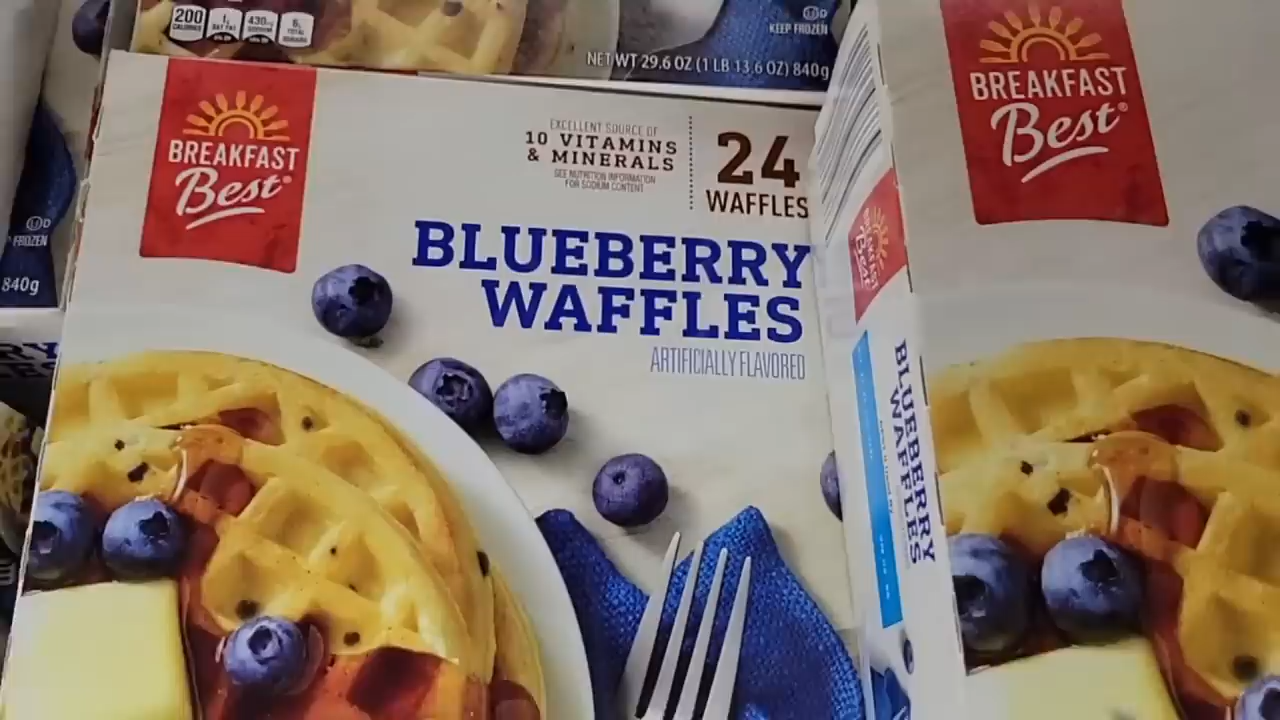 200
CALORIES
430mg
SODIUM
KEEP FROZEN
NET WT 29.6 OZ (1 LB 13.6 OZ) 840g
BREAKFAST
Best®
EXCELLENT SOURCE OF
10 VITAMINS
& MINERALS
SEE NUTRITION INFORMATION
FOR SODIUM CONTENT
24
WAFFLES
BLUEBERRY
WAFFLES
ARTIFICIALLY FLAVORED
BREAKFAST
Best
BLUEBERRY
WAFFLES
BREAKFAST
Best®
FROZEN
840g